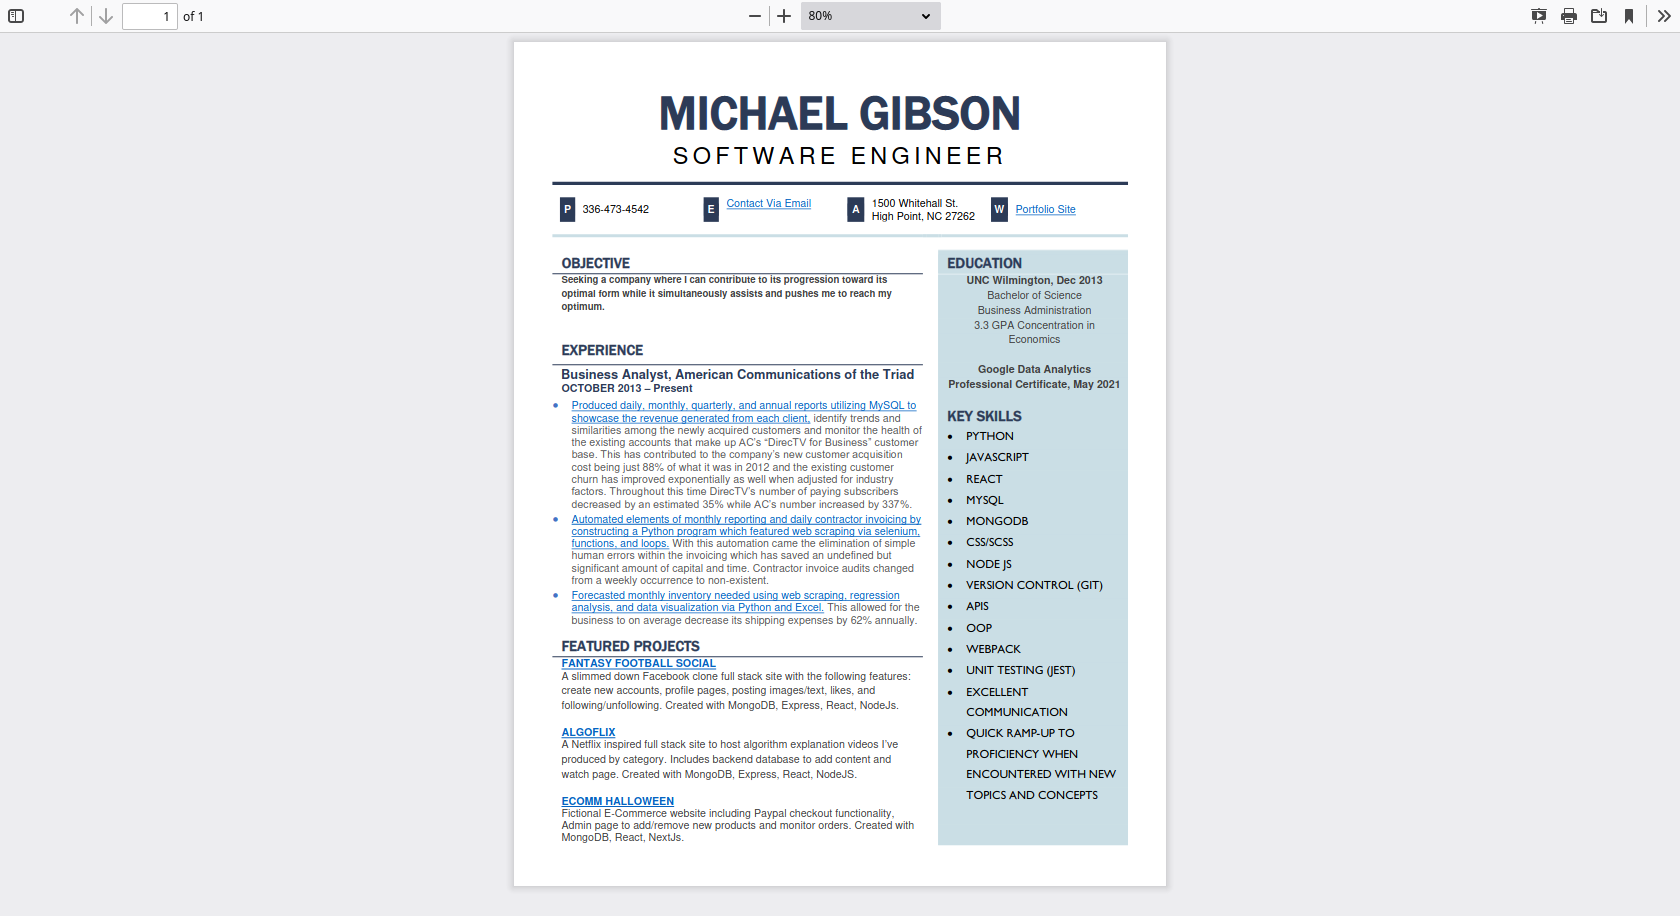 1 of 1
80%
MICHAEL GIBSON
SOFTWARE ENGINEER
P 336-473-4542
E Contact Via Email
A 1500 Whitehall St.
High Point, NC 27262
W Portfolio Site
OBJECTIVE
Seeking a company where I can contribute to its progression toward its
optimal form while it simultaneously assists and pushes me to reach my
optimum.
EXPERIENCE
Business Analyst, American Communications of the Triad
OCTOBER 2013 – Present
• Produced daily, monthly, quarterly, and annual reports utilizing MySQL to
showcase the revenue generated from each client, identify trends and
similarities among the newly acquired customers and monitor the health of
the existing accounts that make up AC's “DirecTV for Business” customer
base. This has contributed to the company's new customer acquisition
cost being just 88% of what it was in 2012 and the existing customer
churn has improved exponentially as well when adjusted for industry
factors. Throughout this time DirecTV's number of paying subscribers
decreased by an estimated 35% while AC's number increased by 337%.
• Automated elements of monthly reporting and daily contractor invoicing by
constructing a Python program which featured web scraping via selenium,
functions, and loops. With this automation came the elimination of simple
human errors within the invoicing which has saved an undefined but
significant amount of capital and time. Contractor invoice audits changed
from a weekly occurrence to non-existent.
• Forecasted monthly inventory needed using web scraping, regression
analysis, and data visualization via Python and Excel. This allowed for the
business to on average decrease its shipping expenses by 62% annually.
FEATURED PROJECTS
FANTASY FOOTBALL SOCIAL
A slimmed down Facebook clone full stack site with the following features:
create new accounts, profile pages, posting images/text, likes, and
following/unfollowing. Created with MongoDB, Express, React, NodeJs.
ALGOFLIX
A Netflix inspired full stack site to host algorithm explanation videos I've
produced by category. Includes backend database to add content and
watch page. Created with MongoDB, Express, React, NodeJS.
ECOMM HALLOWEEN
Fictional E-Commerce website including Paypal checkout functionality,
Admin page to add/remove new products and monitor orders. Created with
MongoDB, React, NextJs.
EDUCATION
UNC Wilmington, Dec 2013
Bachelor of Science
Business Administration
3.3 GPA Concentration in
Economics
Google Data Analytics
Professional Certificate, May 2021
KEY SKILLS
• PYTHON
• JAVASCRIPT
• REACT
• MYSQL
• MONGODB
• CSS/SCSS
• NODE JS
• VERSION CONTROL (GIT)
• APIS
• OOP
• WEBPACK
• UNIT TESTING (JEST)
• EXCELLENT
COMMUNICATION
• QUICK RAMP-UP TO
PROFICIENCY WHEN
ENCOUNTERED WITH NEW
TOPICS AND CONCEPTS